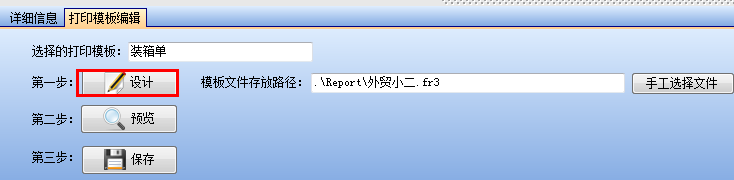 详细信息 打印模板编辑
选择的打印模板： 装箱单
第一步： 设计 模板文件存放路径： .\Report\外贸小二.fr3 手工选择文件
第二步： 预览
第三步： 保存